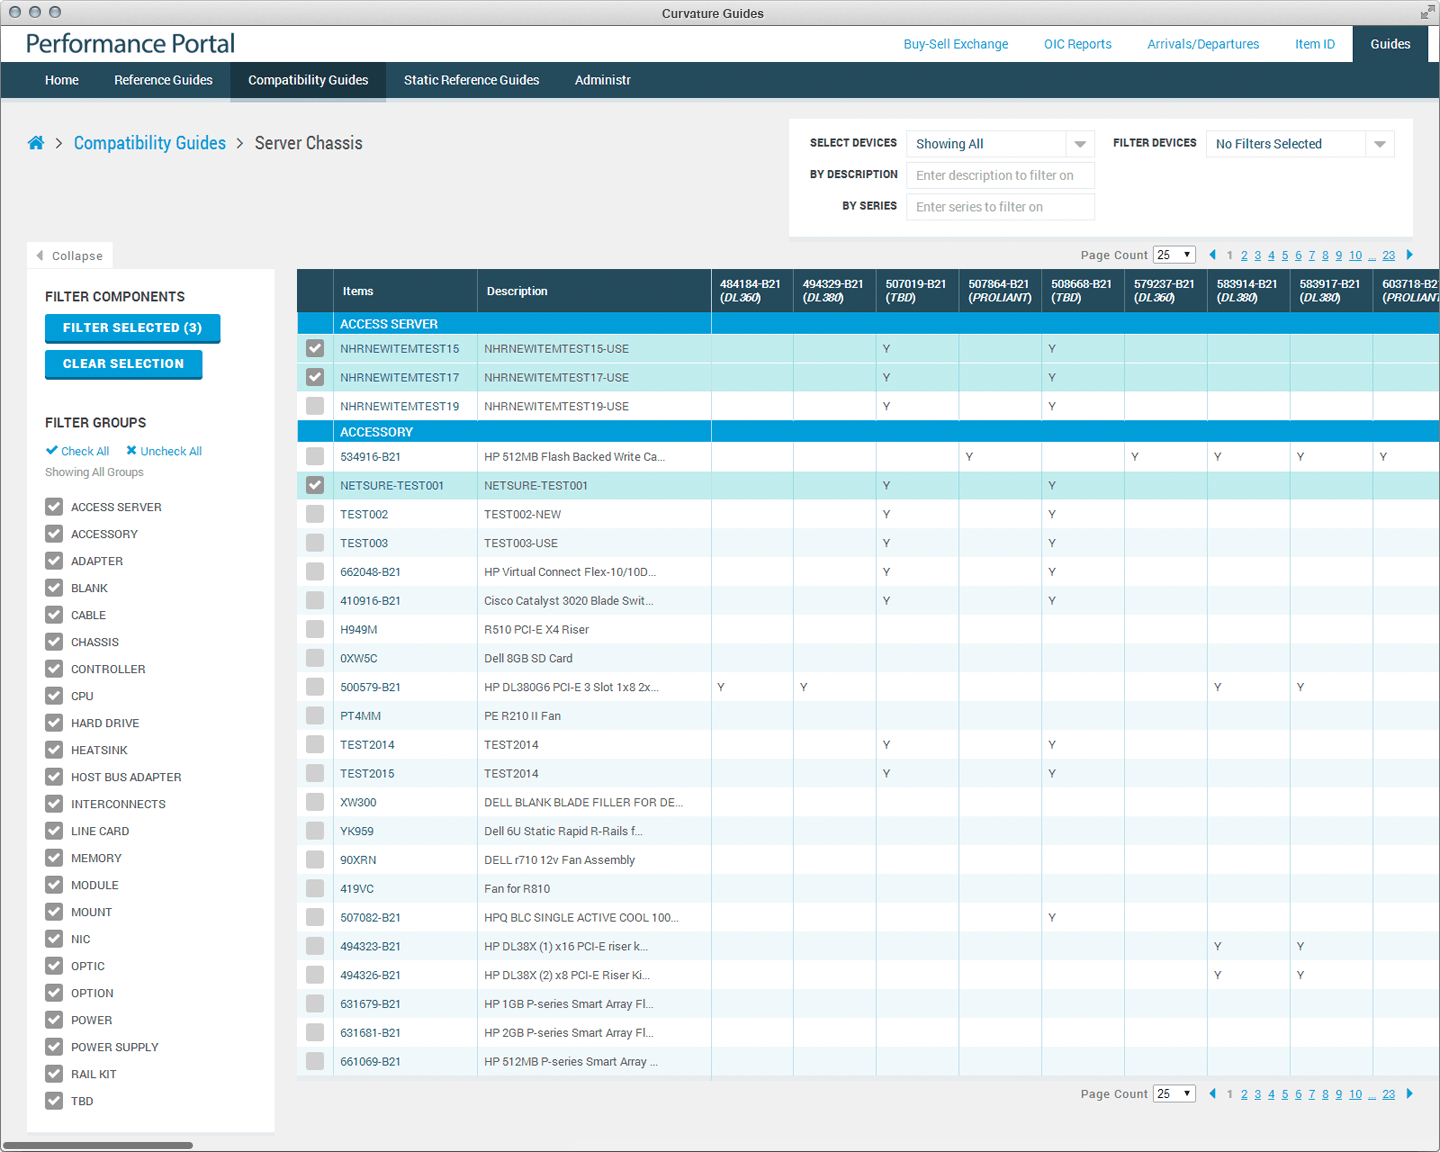 Curvature Guides
Performance Portal
Buy-Sell Exchange OIC Reports Arrivals/Departures Item ID Guides
Home Reference Guides Compatibility Guides Static Reference Guides Administr
> Compatibility Guides > Server Chassis
SELECT DEVICES Showing All FILTER DEVICES No Filters Selected
BY DESCRIPTION Enter description to filter on
BY SERIES Enter series to filter on
Collapse
Page Count 25 1 2 3 4 5 6 7 8 9 10 ... 23
FILTER COMPONENTS
FILTER SELECTED (3)
CLEAR SELECTION
FILTER GROUPS
Check All Uncheck All
Showing All Groups
ACCESS SERVER
ACCESSORY
ADAPTER
BLANK
CABLE
CHASSIS
CONTROLLER
CPU
HARD DRIVE
HEATSINK
HOST BUS ADAPTER
INTERCONNECTS
LINE CARD
MEMORY
MODULE
MOUNT
NIC
OPTIC
OPTION
POWER
POWER SUPPLY
RAIL KIT
TBD
Items Description 484184-B21 (DL360) 494329-B21 (DL380) 507019-B21 (TBD) 507864-B21 (PROLIANT) 508668-B21 (TBD) 579237-B21 (DL360) 583914-B21 (DL380) 583917-B21 (DL380) 603718-B21 (PROLIANT
ACCESS SERVER
NHRNEWITEMTEST15 NHRNEWITEMTEST15-USE Y Y
NHRNEWITEMTEST17 NHRNEWITEMTEST17-USE Y Y
NHRNEWITEMTEST19 NHRNEWITEMTEST19-USE Y Y
ACCESSORY
534916-B21 HP 512MB Flash Backed Write Ca... Y Y Y Y Y
NETSURE-TEST001 NETSURE-TEST001 Y Y
TEST002 TEST002-NEW Y Y
TEST003 TEST003-USE Y Y
662048-B21 HP Virtual Connect Flex-10/10D... Y Y
410916-B21 Cisco Catalyst 3020 Blade Swit... Y Y
H949M R510 PCI-E X4 Riser
0XW5C Dell 8GB SD Card
500579-B21 HP DL380G6 PCI-E 3 Slot 1x8 2x... Y Y Y Y
PT4MM PE R210 II Fan
TEST2014 TEST2014 Y Y
TEST2015 TEST2014 Y Y
XW300 DELL BLANK BLADE FILLER FOR DE...
YK959 Dell 6U Static Rapid R-Rails f...
90XRN DELL r710 12v Fan Assembly
419VC Fan for R810
507082-B21 HPQ BLC SINGLE ACTIVE COOL 100... Y
494323-B21 HP DL38X (1) x16 PCI-E riser k... Y Y
494326-B21 HP DL38X (2) x8 PCI-E Riser Ki... Y Y
631679-B21 HP 1GB P-series Smart Array Fl...
631681-B21 HP 2GB P-series Smart Array Fl...
661069-B21 HP 512MB P-series Smart Array ...
Page Count 25 1 2 3 4 5 6 7 8 9 10 ... 23